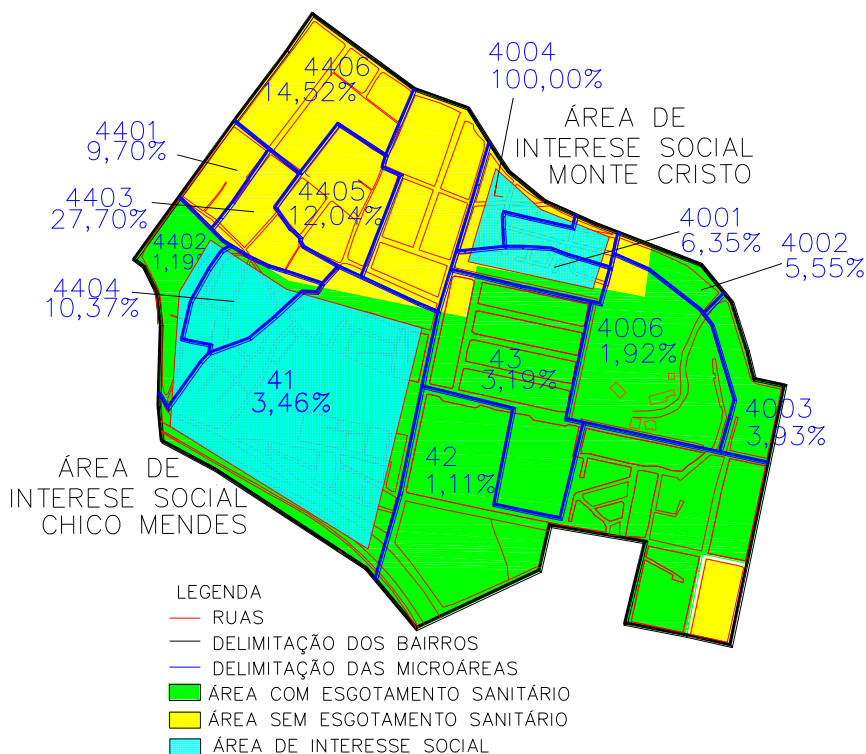 4406
14,52%
4004
100,00%
4401
9,70%
ÁREA DE
INTERESE SOCIAL
MONTE CRISTO
4403
27,70%
4405
12,04%
4001
6,35%
4002
5,55%
4402
1,19%
4404
10,37%
4006
1,92%
43
3,19%
41
3,46%
4003
3,93%
42
1,11%
ÁREA DE
INTERESE SOCIAL
CHICO MENDES
LEGENDA
RUAS
DELIMITAÇÃO DOS BAIRROS
DELIMITAÇÃO DAS MICROÁREAS
ÁREA COM ESGOTAMENTO SANITÁRIO
ÁREA SEM ESGOTAMENTO SANITÁRIO
ÁREA DE INTERESSE SOCIAL